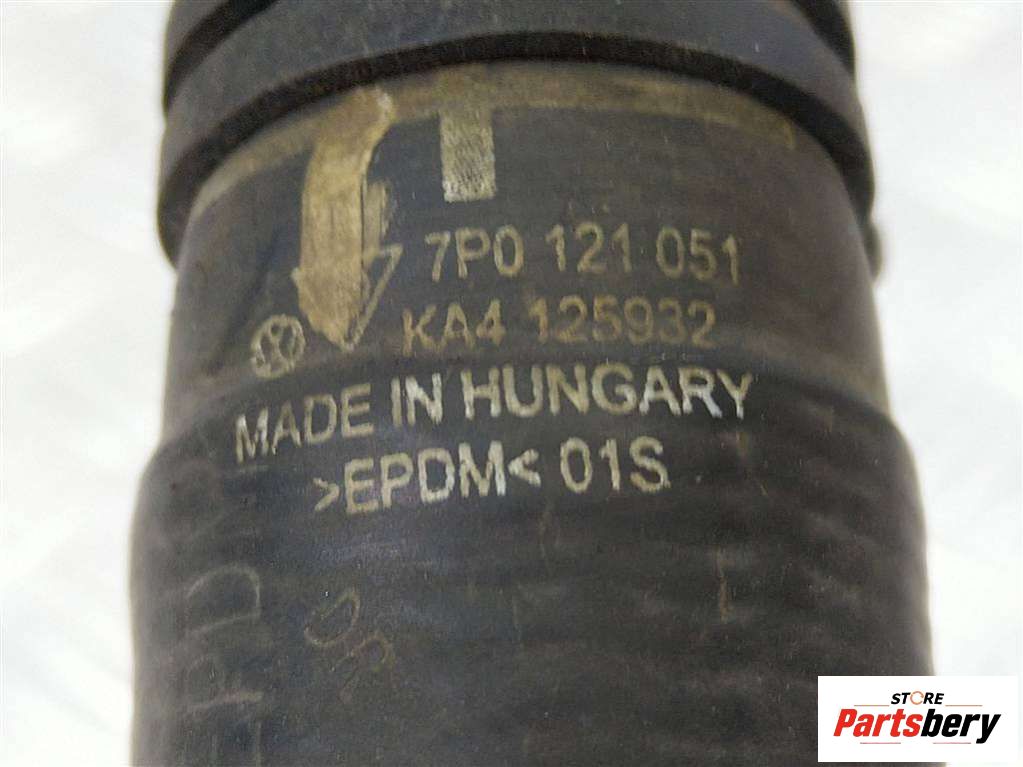 7P0 121 051
KA4 125932
MADE IN HUNGARY
>EPDM< 01S
STORE
Partsbery